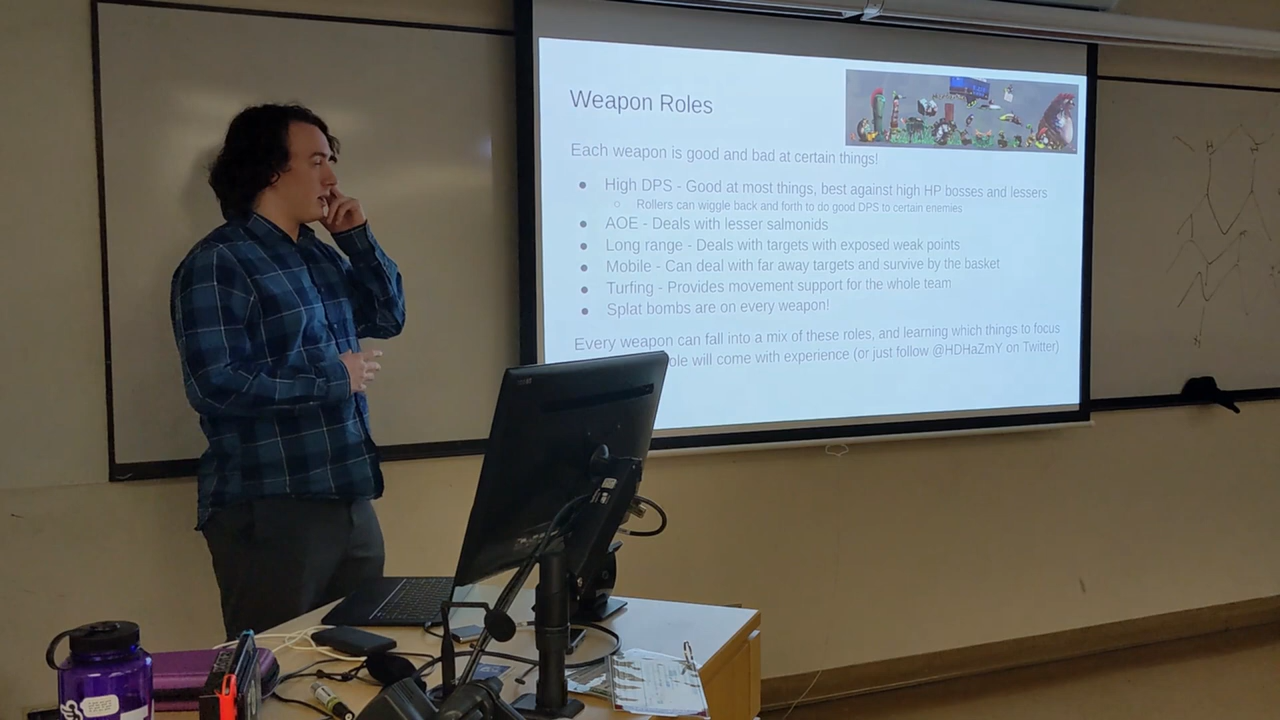 Weapon Roles
Each weapon is good and bad at certain things!
● High DPS - Good at most things, best against high HP bosses and lessers
○ Rollers can wiggle back and forth to do good DPS to certain enemies
● AOE - Deals with lesser salmonids
● Long range - Deals with targets with exposed weak points
● Mobile - Can deal with far away targets and survive by the basket
● Turfing - Provides movement support for the whole team
● Splat bombs are on every weapon!
Every weapon can fall into a mix of these roles, and learning which things to focus
ole will come with experience (or just follow @HDHaZmY on Twitter)